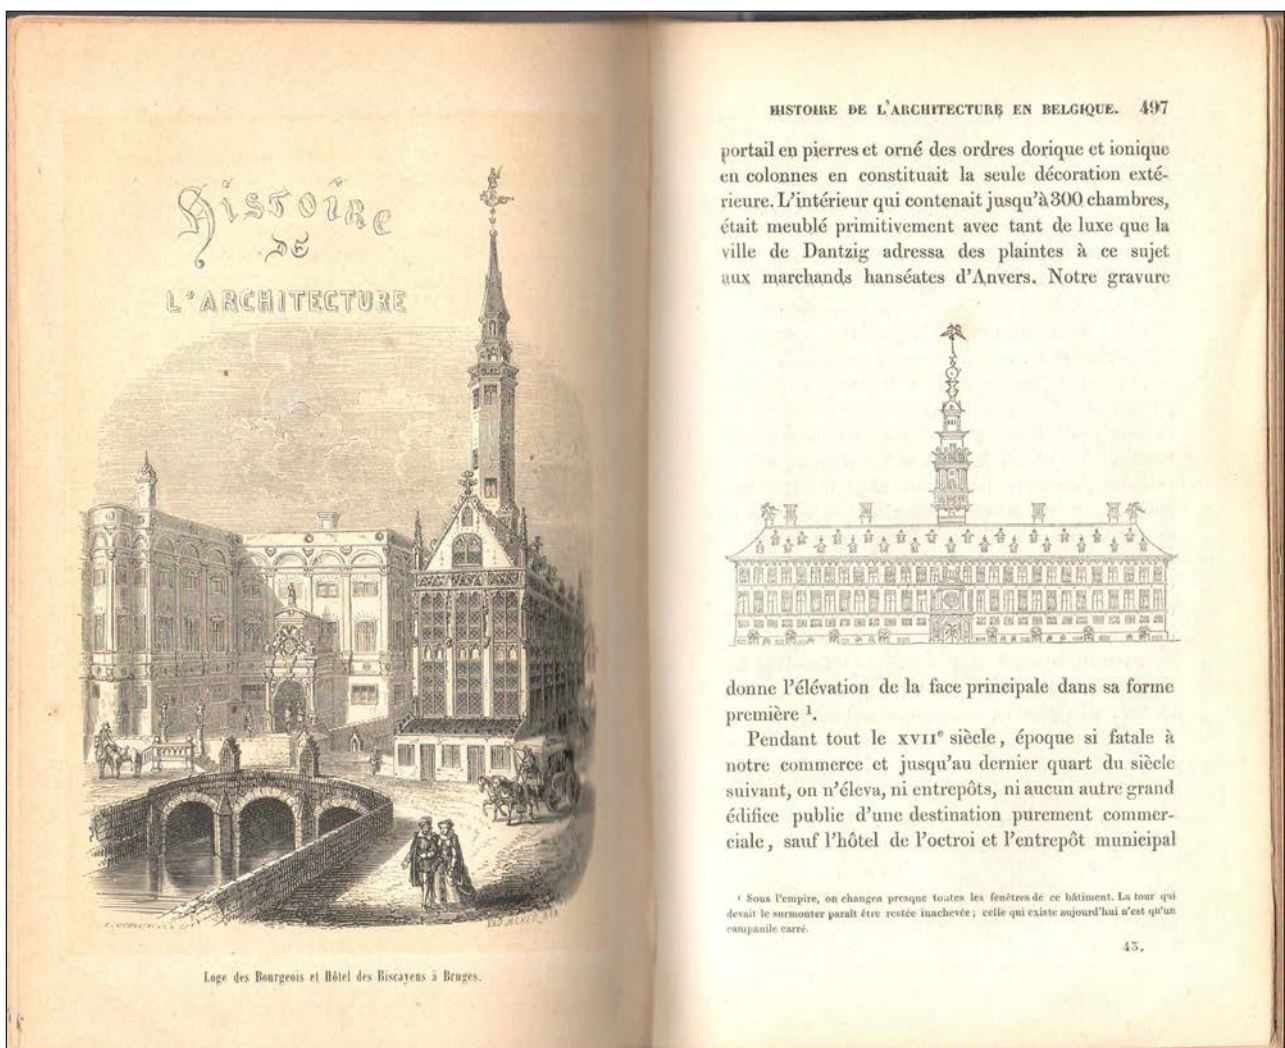 Histoire
DE
L'ARCHITECTURE
Loge des Bourgeois et Hôtel des Biscayens à Bruges.
HISTOIRE DE L'ARCHITECTURE EN BELGIQUE. 497
portail en pierres et orné des ordres dorique et ionique
en colonnes en constituait la seule décoration exté-
rieure. L'intérieur qui contenait jusqu'à 300 chambres,
était meublé primitivement avec tant de luxe que la
ville de Dantzig adressa des plaintes à ce sujet
aux marchands hanséates d'Anvers. Notre gravure
donne l'élévation de la face principale dans sa forme
première ¹.
Pendant tout le XVIIᵉ siècle, époque si fatale à
notre commerce et jusqu'au dernier quart du siècle
suivant, on n'éleva, ni entrepôts, ni aucun autre grand
édifice public d'une destination purement commer-
ciale, sauf l'hôtel de l'octroi et l'entrepôt municipal
¹ Sous l'empire, on changea presque toutes les fenêtres de ce bâtiment. La tour qui
devait le surmonter paraît être restée inachevée; celle qui existe aujourd'hui n'est qu'un
campanile carré.
43.